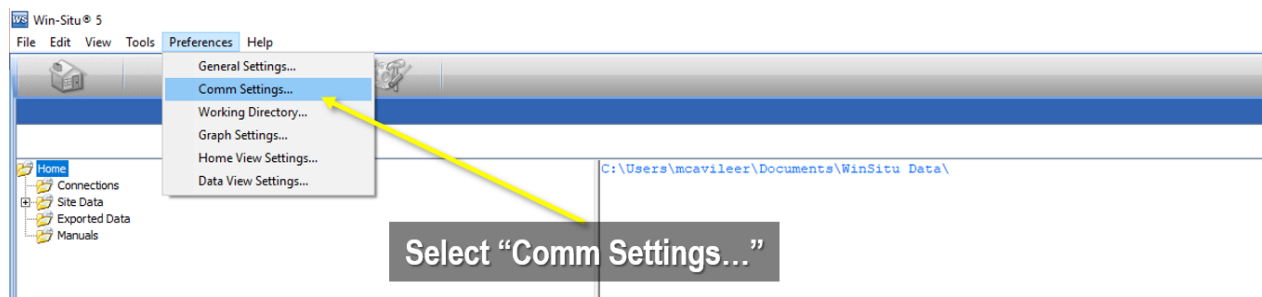 WS Win-Situ® 5
File Edit View Tools Preferences Help
General Settings...
Comm Settings...
Working Directory...
Graph Settings...
Home View Settings...
Data View Settings...
Home
Connections
Site Data
Exported Data
Manuals
C:\Users\mcavileer\Documents\WinSitu Data\
Select “Comm Settings…”